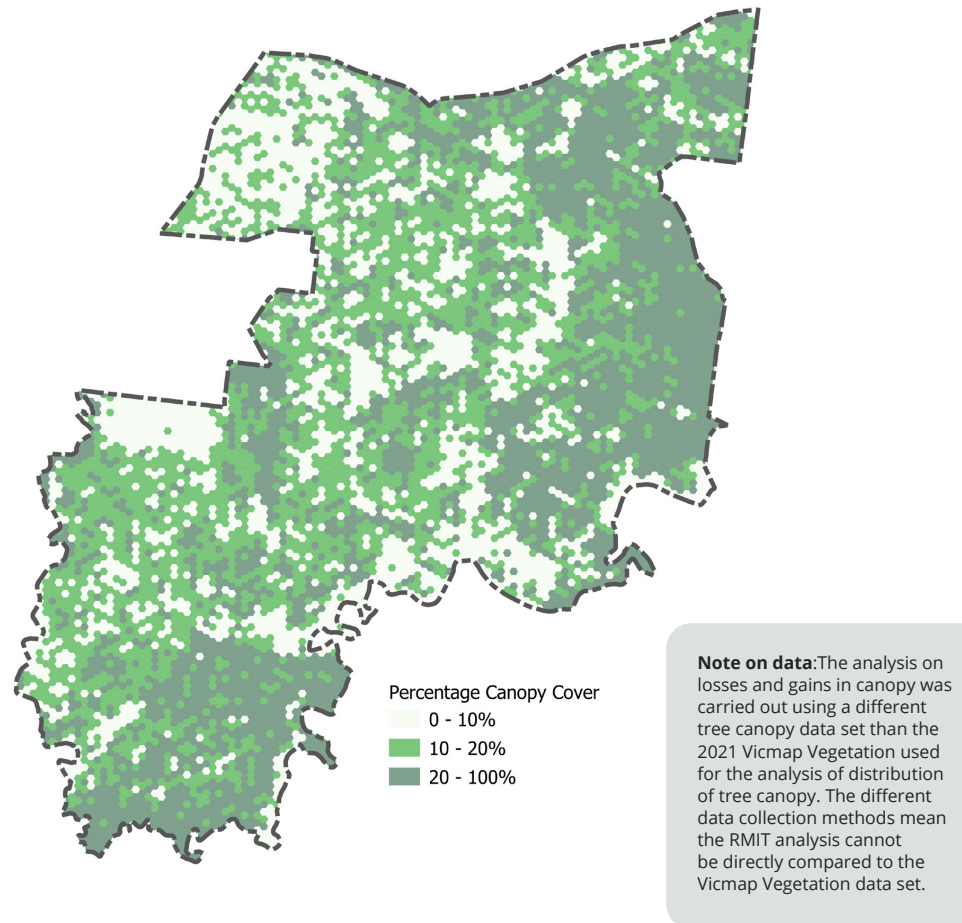 Percentage Canopy Cover
0 - 10%
10 - 20%
20 - 100%
Note on data:The analysis on
losses and gains in canopy was
carried out using a different
tree canopy data set than the
2021 Vicmap Vegetation used
for the analysis of distribution
of tree canopy. The different
data collection methods mean
the RMIT analysis cannot
be directly compared to the
Vicmap Vegetation data set.